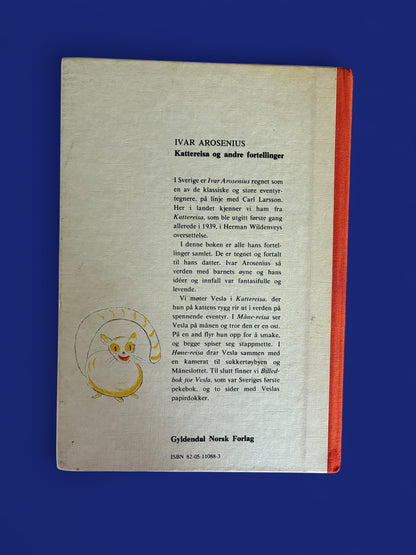 IVAR AROSENIUS
Kattereisa og andre fortellinger
I Sverige er Ivar Arosenius regnet som
en av de klassiske og store eventyr-
tegnere, på linje med Carl Larsson.
Her i landet kjenner vi ham fra
Kattereisa, som ble utgitt første gang
allerede i 1939, i Herman Wildenveys
oversettelse.
I denne boken er alle hans fortel-
linger samlet. De er tegnet og fortalt
til hans datter. Ivar Arosenius så
verden med barnets øyne og hans
idéer og innfall var fantasifulle og
levende.
Vi møter Vesla i Kattereisa, der
hun på kattens rygg rir ut i verden på
spennende eventyr. I Måne-reisa ser
Vesla på månen og tror den er en ost.
På en and flyr hun opp for å smake,
og begge spiser seg stappmette. I
Høne-reisa drar Vesla sammen med
en kamerat til sukkertøybyen og
Måneslottet. Til slutt finner vi Billed-
bok for Vesla, som var Sveriges første
pekebok, og to sider med Veslas
papirdokker.
Gyldendal Norsk Forlag
ISBN 82-05-11088-3